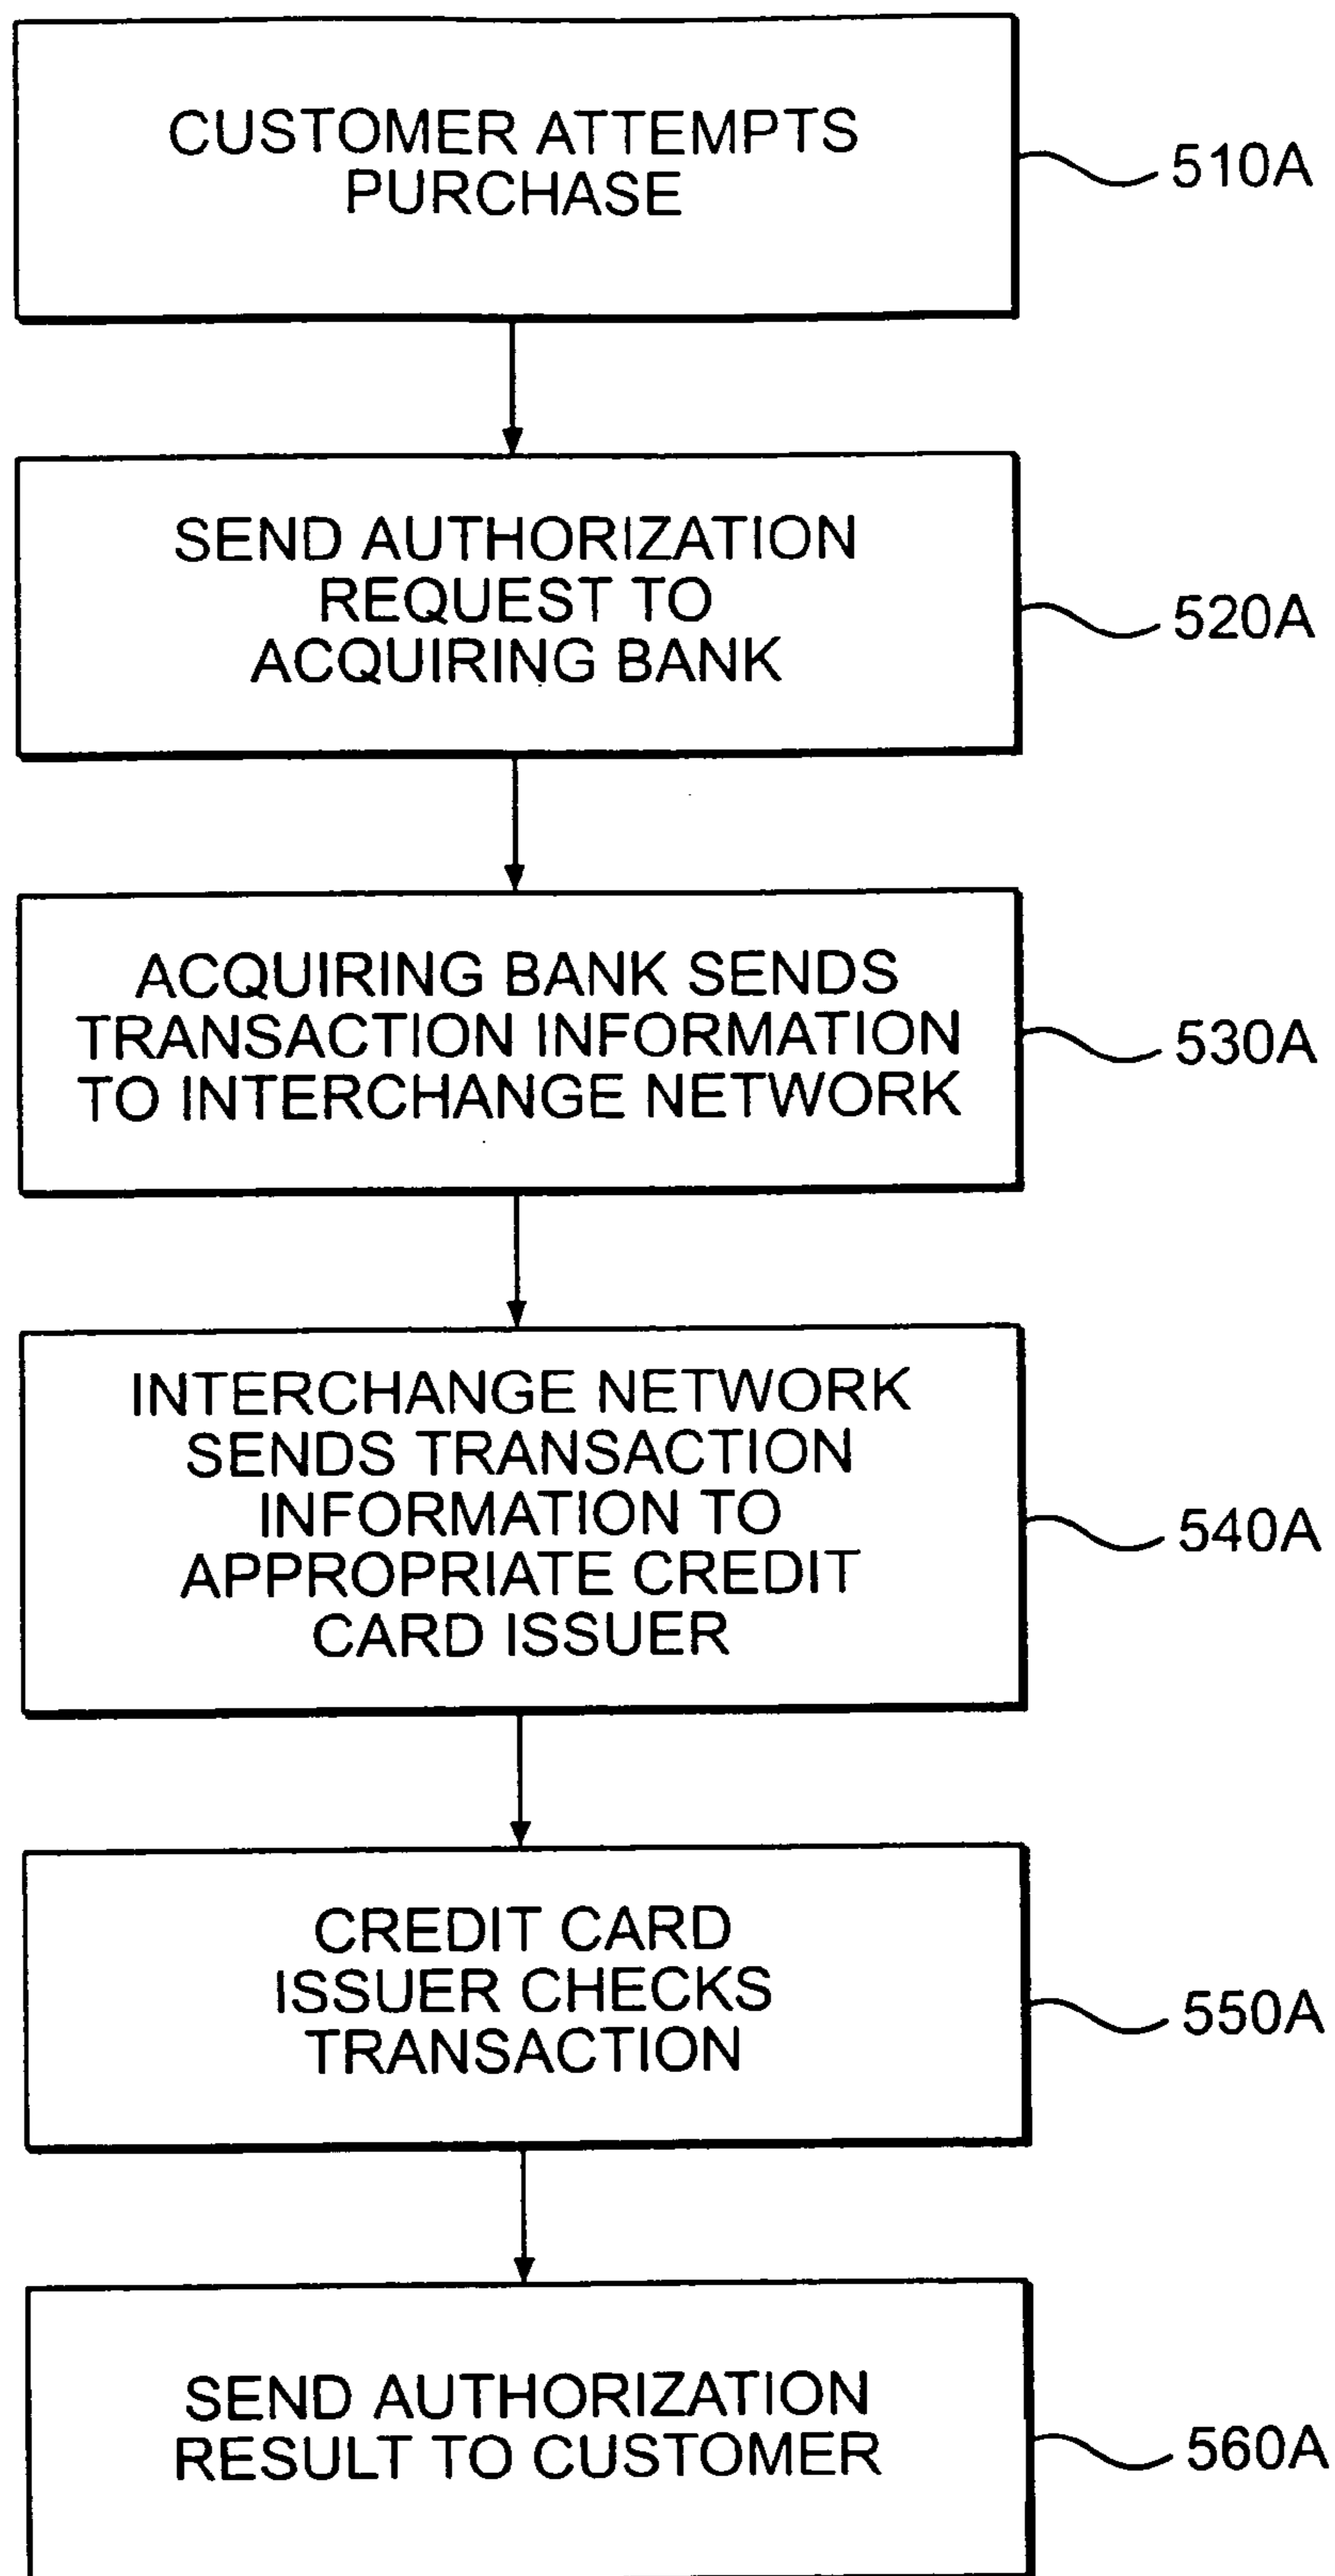 CUSTOMER ATTEMPTS
PURCHASE
510A
SEND AUTHORIZATION
REQUEST TO
ACQUIRING BANK
520A
ACQUIRING BANK SENDS
TRANSACTION INFORMATION
TO INTERCHANGE NETWORK
530A
INTERCHANGE NETWORK
SENDS TRANSACTION
INFORMATION TO
APPROPRIATE CREDIT
CARD ISSUER
540A
CREDIT CARD
ISSUER CHECKS
TRANSACTION
550A
SEND AUTHORIZATION
RESULT TO CUSTOMER
560A